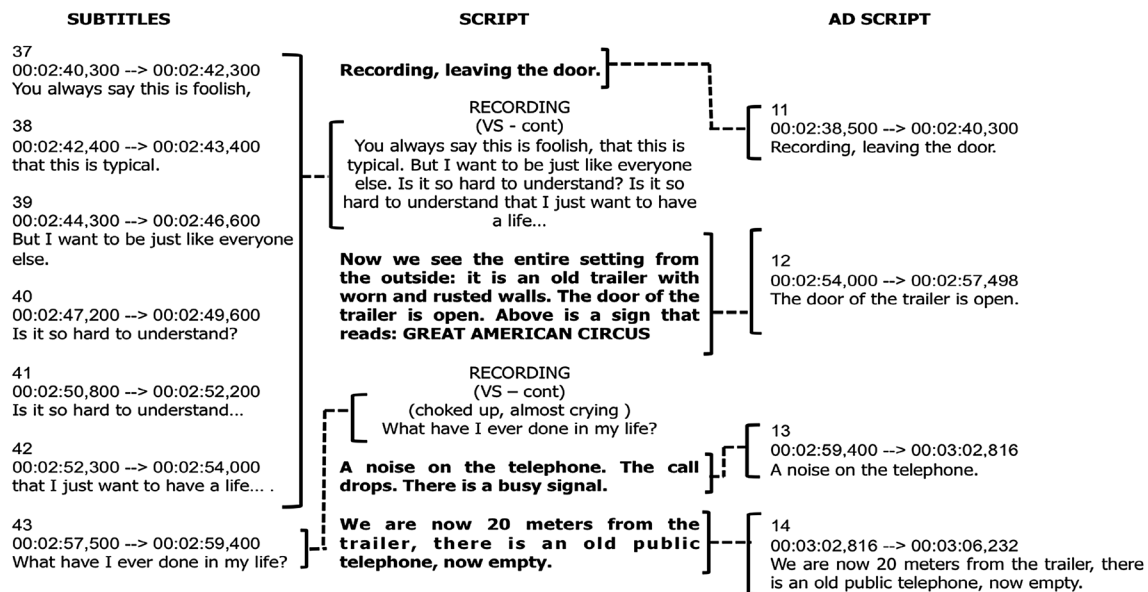 SUBTITLES
37
00:02:40,300 --> 00:02:42,300
You always say this is foolish,
38
00:02:42,400 --> 00:02:43,400
that this is typical.
39
00:02:44,300 --> 00:02:46,600
But I want to be just like everyone
else.
40
00:02:47,200 --> 00:02:49,600
Is it so hard to understand?
41
00:02:50,800 --> 00:02:52,200
Is it so hard to understand...
42
00:02:52,300 --> 00:02:54,000
that I just want to have a life... .
43
00:02:57,500 --> 00:02:59,400
What have I ever done in my life?
SCRIPT
Recording, leaving the door.
RECORDING
(VS - cont)
You always say this is foolish, that this is
typical. But I want to be just like everyone
else. Is it so hard to understand? Is it so
hard to understand that I just want to have
a life...
Now we see the entire setting from
the outside: it is an old trailer with
worn and rusted walls. The door of the
trailer is open. Above is a sign that
reads: GREAT AMERICAN CIRCUS
RECORDING
(VS – cont)
(choked up, almost crying )
What have I ever done in my life?
A noise on the telephone. The call
drops. There is a busy signal.
We are now 20 meters from the
trailer, there is an old public
telephone, now empty.
AD SCRIPT
11
00:02:38,500 --> 00:02:40,300
Recording, leaving the door.
12
00:02:54,000 --> 00:02:57,498
The door of the trailer is open.
13
00:02:59,400 --> 00:03:02,816
A noise on the telephone.
14
00:03:02,816 --> 00:03:06,232
We are now 20 meters from the trailer, there
is an old public telephone, now empty.